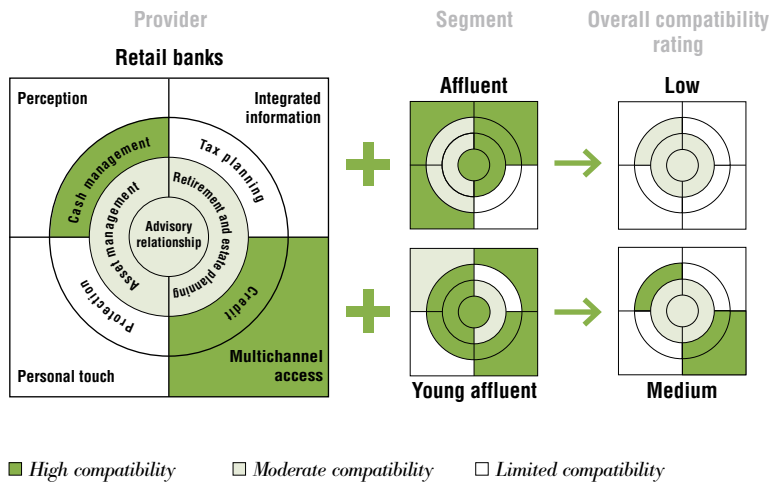 Provider
Segment
Overall compatibility
rating
Retail banks
Affluent
Low
Perception
Integrated
information
Cash management
Tax planning
Asset management
Retirement and estate planning
Advisory
relationship
Protection
Credit
Personal touch
Multichannel
access
Young affluent
Medium
High compatibility
Moderate compatibility
Limited compatibility